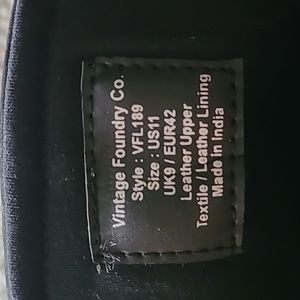 Vintage Foundry Co.
Style : VFL189
Size : US11
UK9 / EUR42
Leather Upper
Textile / Leather Lining
Made in India